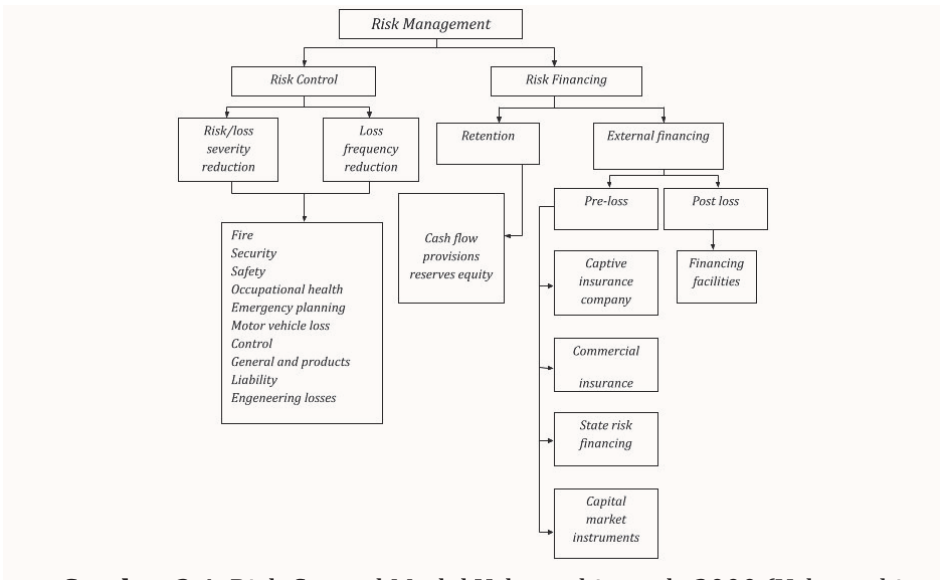 Risk Management
Risk Control
Risk Financing
Risk/loss
severity
reduction
Loss
frequency
reduction
Retention
External financing
Fire
Security
Safety
Occupational health
Emergency planning
Motor vehicle loss
Control
General and products
Liability
Engeneering losses
Cash flow
provisions
reserves equity
Pre-loss
Post loss
Captive
insurance
company
Financing
facilities
Commercial
insurance
State risk
financing
Capital
market
instruments